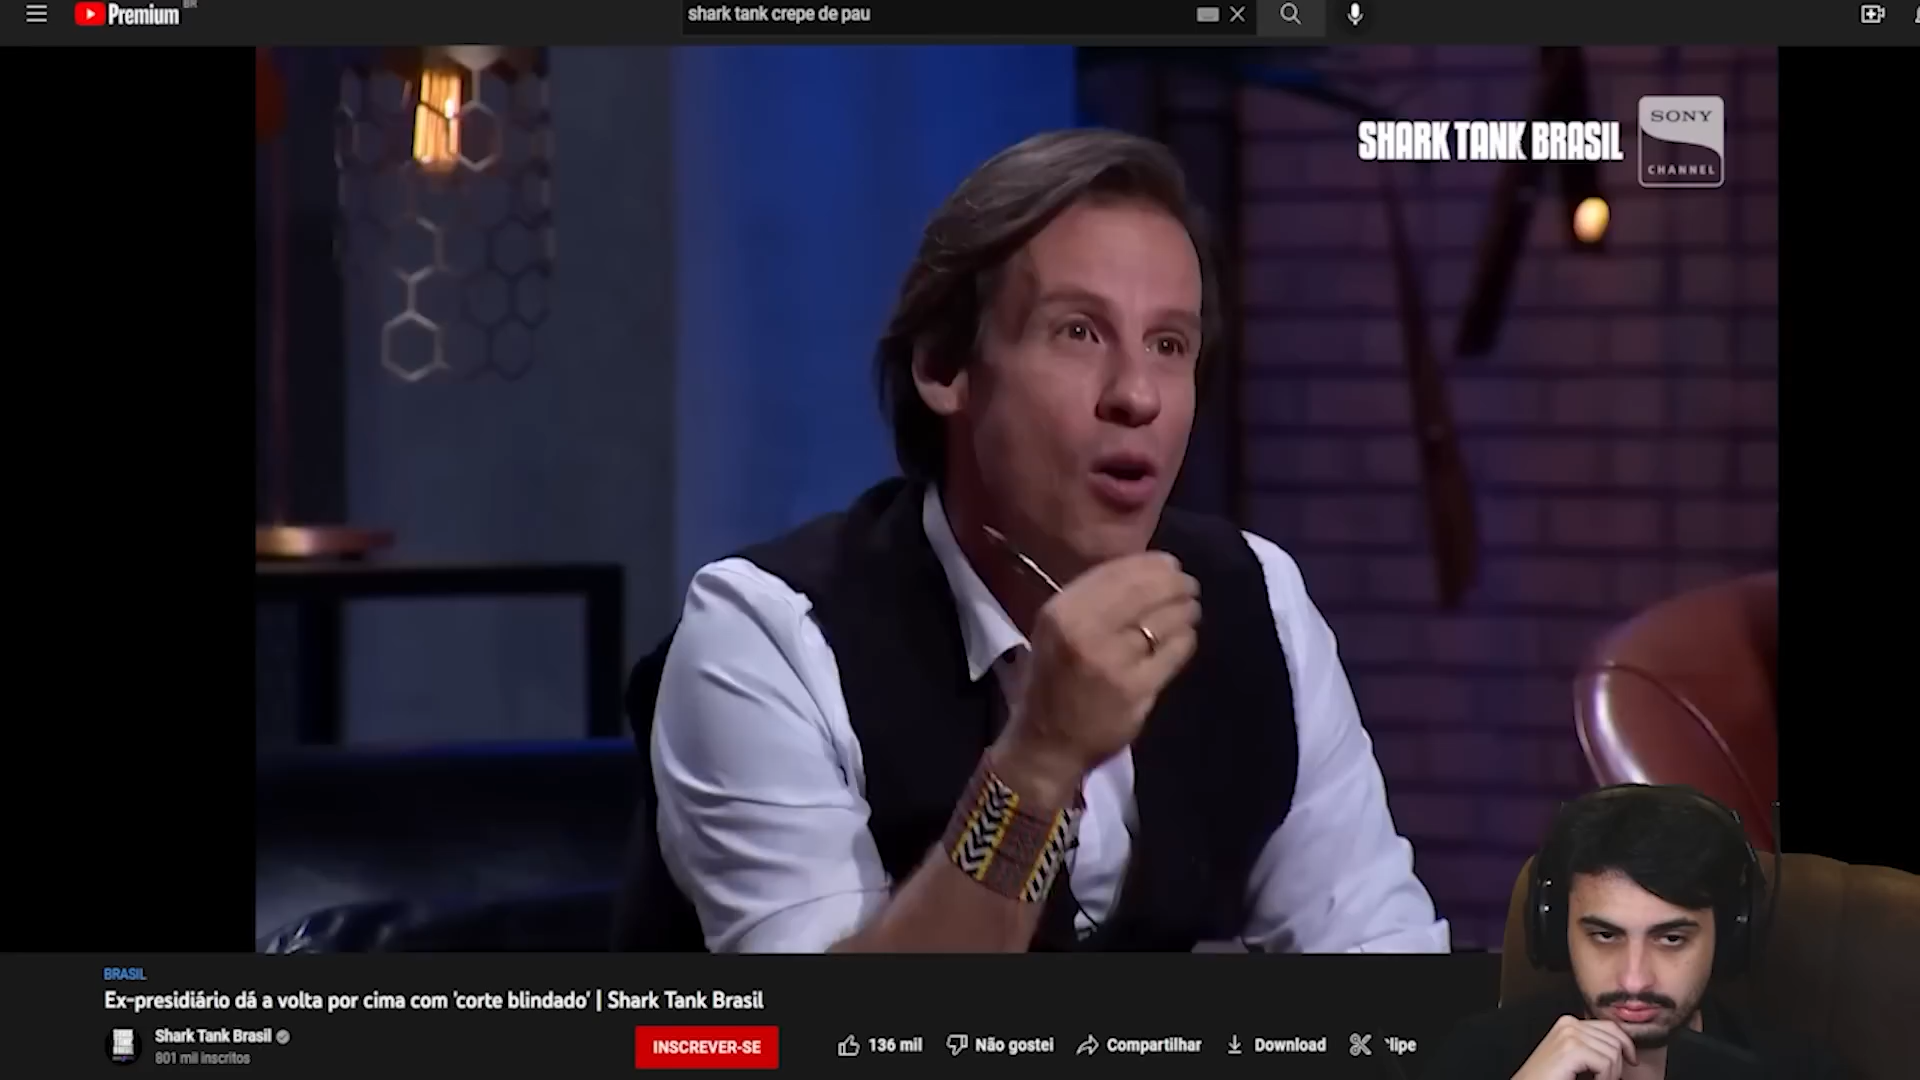 Premium BR
shark tank crepe de pau
SHARK TANK BRASIL
SONY
CHANNEL
BRASIL
Ex-presidiário dá a volta por cima com 'corte blindado' | Shark Tank Brasil
Shark Tank Brasil
801 mil inscritos
INSCREVER-SE
136 mil
Não gostei
Compartilhar
Download
lipe